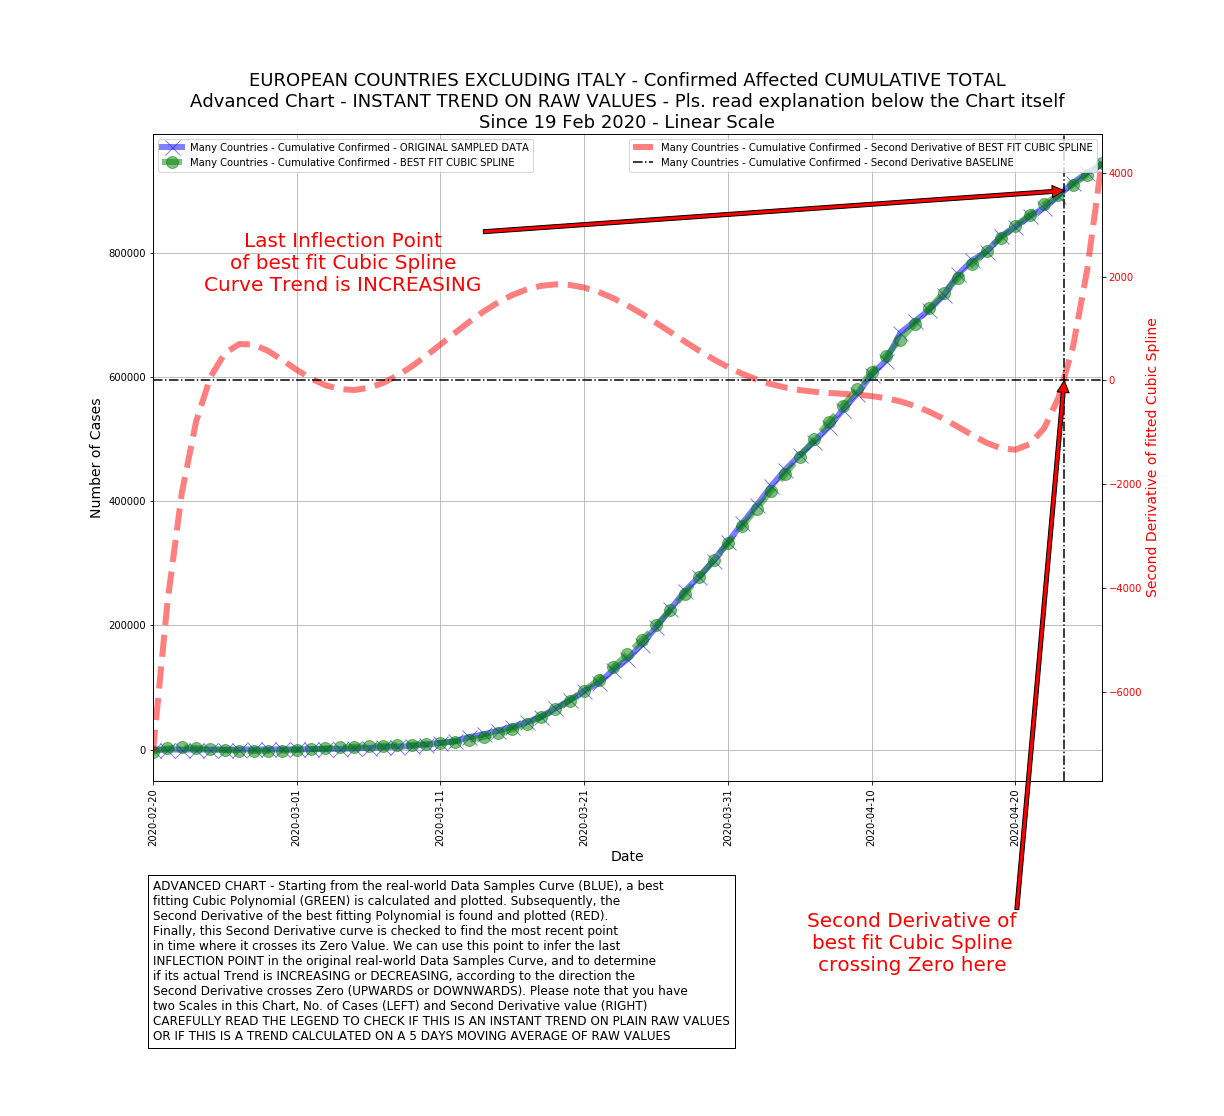 EUROPEAN COUNTRIES EXCLUDING ITALY - Confirmed Affected CUMULATIVE TOTAL
Advanced Chart - INSTANT TREND ON RAW VALUES - Pls. read explanation below the Chart itself
Since 19 Feb 2020 - Linear Scale
Many Countries - Cumulative Confirmed - ORIGINAL SAMPLED DATA
Many Countries - Cumulative Confirmed - BEST FIT CUBIC SPLINE
Many Countries - Cumulative Confirmed - Second Derivative of BEST FIT CUBIC SPLINE
Many Countries - Cumulative Confirmed - Second Derivative BASELINE
Last Inflection Point
of best fit Cubic Spline
Curve Trend is INCREASING
Number of Cases
800000
600000
400000
200000
0
4000
2000
0
−2000
−4000
−6000
Second Derivative of fitted Cubic Spline
2020-02-20
2020-03-01
2020-03-11
2020-03-21
2020-03-31
2020-04-10
2020-04-20
Date
ADVANCED CHART - Starting from the real-world Data Samples Curve (BLUE), a best
fitting Cubic Polynomial (GREEN) is calculated and plotted. Subsequently, the
Second Derivative of the best fitting Polynomial is found and plotted (RED).
Finally, this Second Derivative curve is checked to find the most recent point
in time where it crosses its Zero Value. We can use this point to infer the last
INFLECTION POINT in the original real-world Data Samples Curve, and to determine
if its actual Trend is INCREASING or DECREASING, according to the direction the
Second Derivative crosses Zero (UPWARDS or DOWNWARDS). Please note that you have
two Scales in this Chart, No. of Cases (LEFT) and Second Derivative value (RIGHT)
CAREFULLY READ THE LEGEND TO CHECK IF THIS IS AN INSTANT TREND ON PLAIN RAW VALUES
OR IF THIS IS A TREND CALCULATED ON A 5 DAYS MOVING AVERAGE OF RAW VALUES
Second Derivative of
best fit Cubic Spline
crossing Zero here